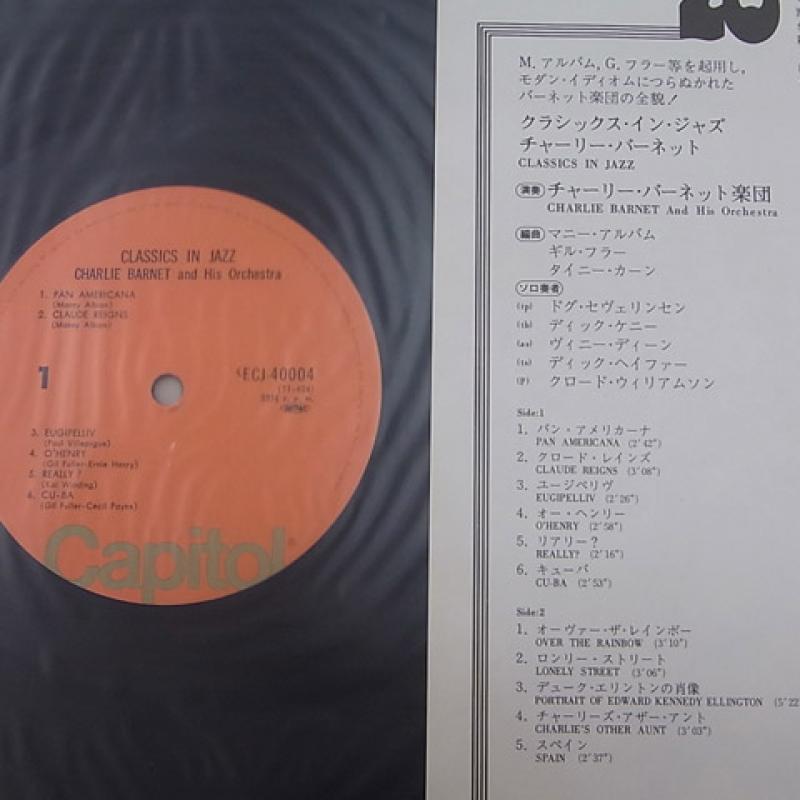 CLASSICS IN JAZZ
CHARLIE BARNET and His Orchestra
1. PAN AMERICANA
(Manny Albam)
2. CLAUDE REIGNS
(Manny Albam)
1
ECJ-40004
33⅓ r.p.m.
3. EUGIPELLIV
(Paul Villepigue)
4. O'HENRY
(Gil Fuller-Ernie Henry)
5. REALLY?
(Kai Winding)
6. CU-BA
(Gil Fuller-Cecil Payne)
Capitol®
M. アルバム, G. フラー等を起用し,
モダン・イディオムにつらぬかれた
バーネット楽団の全貌!
クラシックス・イン・ジャズ
チャーリー・バーネット
CLASSICS IN JAZZ
演奏 チャーリー・バーネット楽団
CHARLIE BARNET And His Orchestra
編曲 マニー・アルバム
ギル・フラー
タイニー・カーン
ソロ奏者
(tp) ドグ・セヴェリンセン
(tb) ディック・ケニー
(as) ヴィニー・ディーン
(ts) ディック・ヘイファー
(P) クロード・ウィリアムソン
Side:1
1. パン・アメリカーナ
PAN AMERICANA (2'42")
2. クロード・レインズ
CLAUDE REIGNS (3'08")
3. ユージペリヴ
EUGIPELLIV (2'26")
4. オー・ヘンリー
O'HENRY (2'58")
5. リアリー?
REALLY? (2'16")
6. キューバ
CU-BA (2'53")
Side:2
1. オーヴァー・ザ・レインボー
OVER THE RAINBOW (3'10")
2. ロンリー・ストリート
LONELY STREET (3'06")
3. デューク・エリントンの肖像
PORTRAIT OF EDWARD KENNEDY ELLINGTON (5'22
4. チャーリーズ・アザー・アント
CHARLIE'S OTHER AUNT (3'03")
5. スペイン
SPAIN (2'37")